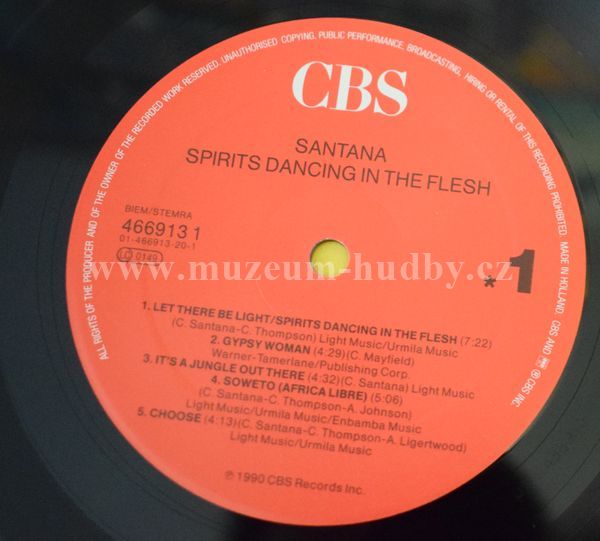 ALL RIGHTS OF THE PRODUCER AND OF THE OWNER OF THE RECORDED WORK RESERVED. UNAUTHORISED COPYING, PUBLIC PERFORMANCE, BROADCASTING, HIRING OR RENTAL OF THIS RECORDING PROHIBITED. MADE IN HOLLAND. CBS AND ℗ CBS INC.
CBS
SANTANA
SPIRITS DANCING IN THE FLESH
BIEM/STEMRA
466913 1
01-466913-20-1
LC 0149
*1
www.muzeum-hudby.cz
1. LET THERE BE LIGHT/SPIRITS DANCING IN THE FLESH (7:22)
(C. Santana-C. Thompson) Light Music/Urmila Music
2. GYPSY WOMAN (4:29) (C. Mayfield)
Warner-Tamerlane/Publishing Corp.
3. IT'S A JUNGLE OUT THERE (4:32) (C. Santana) Light Music
4. SOWETO (AFRICA LIBRE) (5:06)
(C. Santana-C. Thompson-A. Johnson)
Light Music/Urmila Music/Enbamba Music
5. CHOOSE (4:13) (C. Santana-C. Thompson-A. Ligertwood)
Light Music/Urmila Music
℗ 1990 CBS Records Inc.